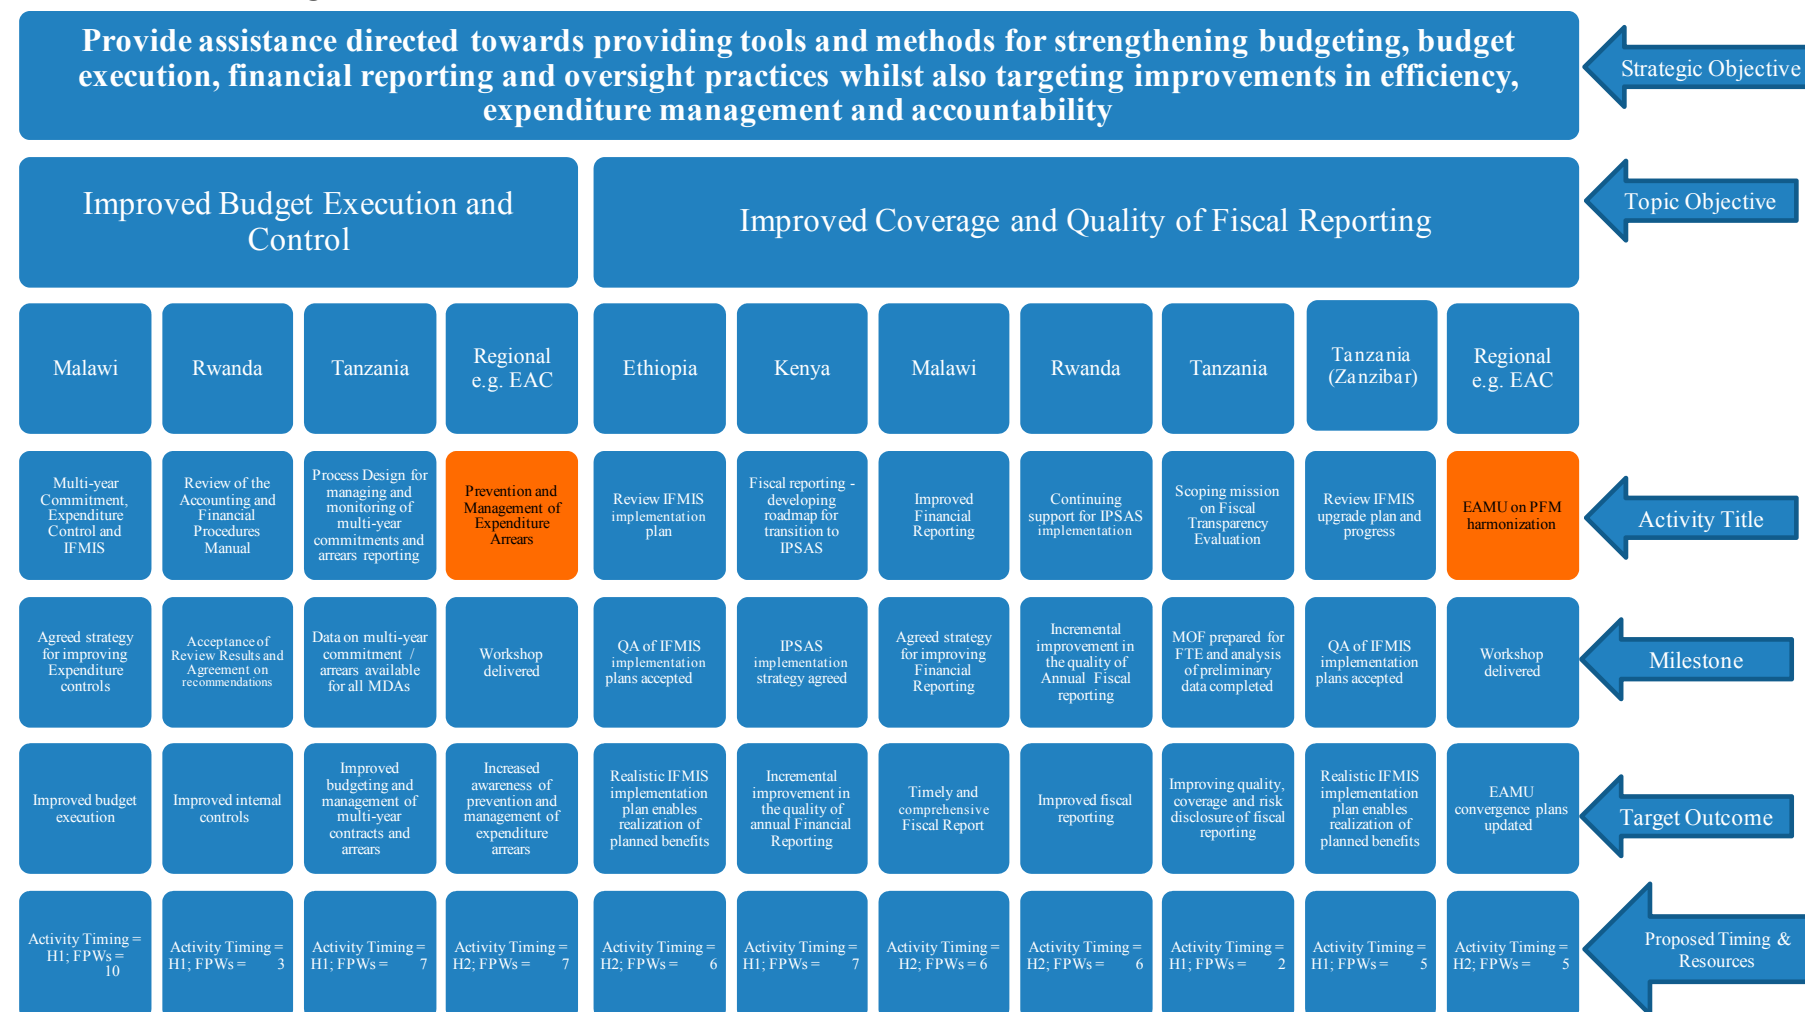 Provide assistance directed towards providing tools and methods for strengthening budgeting, budget
execution, financial reporting and oversight practices whilst also targeting improvements in efficiency,
expenditure management and accountability
Strategic Objective
Improved Budget Execution and
Control
Improved Coverage and Quality of Fiscal Reporting
Topic Objective
Malawi
Rwanda
Tanzania
Regional
e.g. EAC
Ethiopia
Kenya
Malawi
Rwanda
Tanzania
Tanzania
(Zanzibar)
Regional
e.g. EAC
Multi-year
Commitment,
Expenditure
Control and
IFMIS
Review of the
Accounting and
Financial
Procedures
Manual
Process Design for
managing and
monitoring of
multi-year
commitments and
arrears reporting
Prevention and
Management of
Expenditure
Arrears
Review IFMIS
implementation
plan
Fiscal reporting -
developing
roadmap for
transition to
IPSAS
Improved
Financial
Reporting
Continuing
support for IPSAS
implementation
Scoping mission
on Fiscal
Transparency
Evaluation
Review IFMIS
upgrade plan and
progress
EAMU on PFM
harmonization
Activity Title
Agreed strategy
for improving
Expenditure
controls
Acceptance of
Review Results and
Agreement on
recommendations
Data on multi-year
commitment /
arrears available
for all MDAs
Workshop
delivered
QA of IFMIS
implementation
plans accepted
IPSAS
implementation
strategy agreed
Agreed strategy
for improving
Financial
Reporting
Incremental
improvement in
the quality of
Annual Fiscal
reporting
MOF prepared for
FTE and analysis
of preliminary
data completed
QA of IFMIS
implementation
plans accepted
Workshop
delivered
Milestone
Improved budget
execution
Improved internal
controls
Improved
budgeting and
management of
multi-year
contracts and
arrears
Increased
awareness of
prevention and
management of
expenditure
arrears
Realistic IFMIS
implementation
plan enables
realization of
planned benefits
Incremental
improvement in
the quality of
annual Financial
Reporting
Timely and
comprehensive
Fiscal Report
Improved fiscal
reporting
Improving quality,
coverage and risk
disclosure of fiscal
reporting
Realistic IFMIS
implementation
plan enables
realization of
planned benefits
EAMU
convergence plans
updated
Target Outcome
Activity Timing =
H1; FPWs =
10
Activity Timing =
H1; FPWs = 3
Activity Timing =
H1; FPWs = 7
Activity Timing =
H2; FPWs = 7
Activity Timing =
H2; FPWs = 6
Activity Timing =
H1; FPWs = 7
Activity Timing =
H2; FPWs = 6
Activity Timing =
H2; FPWs = 6
Activity Timing =
H1; FPWs = 2
Activity Timing =
H1; FPWs = 5
Activity Timing =
H2; FPWs = 5
Proposed Timing &
Resources